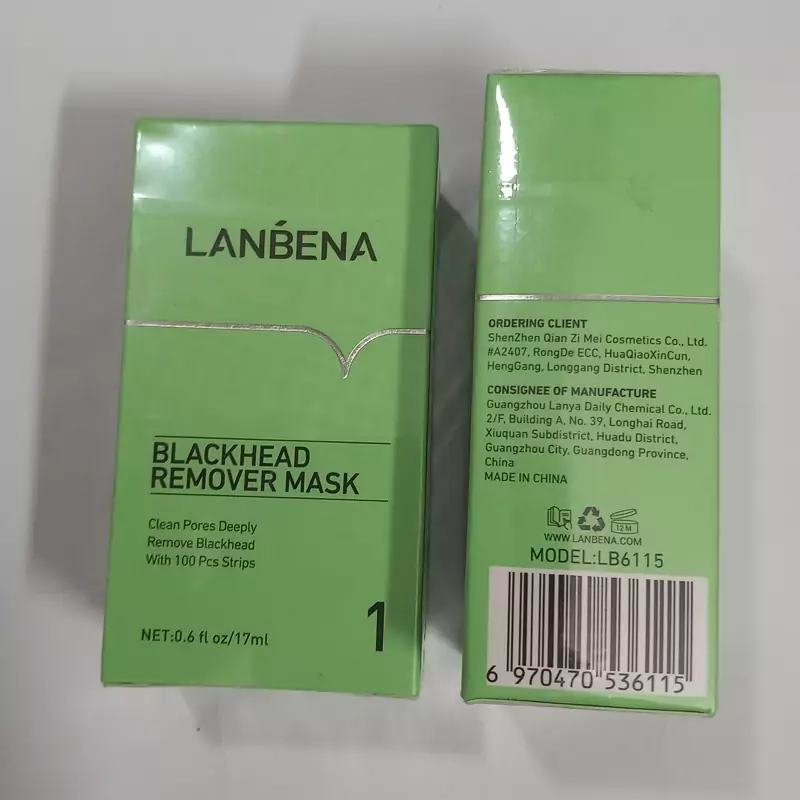 LANBENA
BLACKHEAD
REMOVER MASK
Clean Pores Deeply
Remove Blackhead
With 100 Pcs Strips
NET:0.6 fl oz/17ml
1
ORDERING CLIENT
ShenZhen Qian Zi Mei Cosmetics Co., Ltd.
#A2407, RongDe ECC, HuaQiaoXinCun,
HengGang, Longgang District, Shenzhen
CONSIGNEE OF MANUFACTURE
Guangzhou Lanya Daily Chemical Co., Ltd.
2/F, Building A, No. 39, Longhai Road,
Xiuquan Subdistrict, Huadu District,
Guangzhou City, Guangdong Province,
China
MADE IN CHINA
12M
WWW.LANBENA.COM
MODEL:LB6115
6 970470 536115